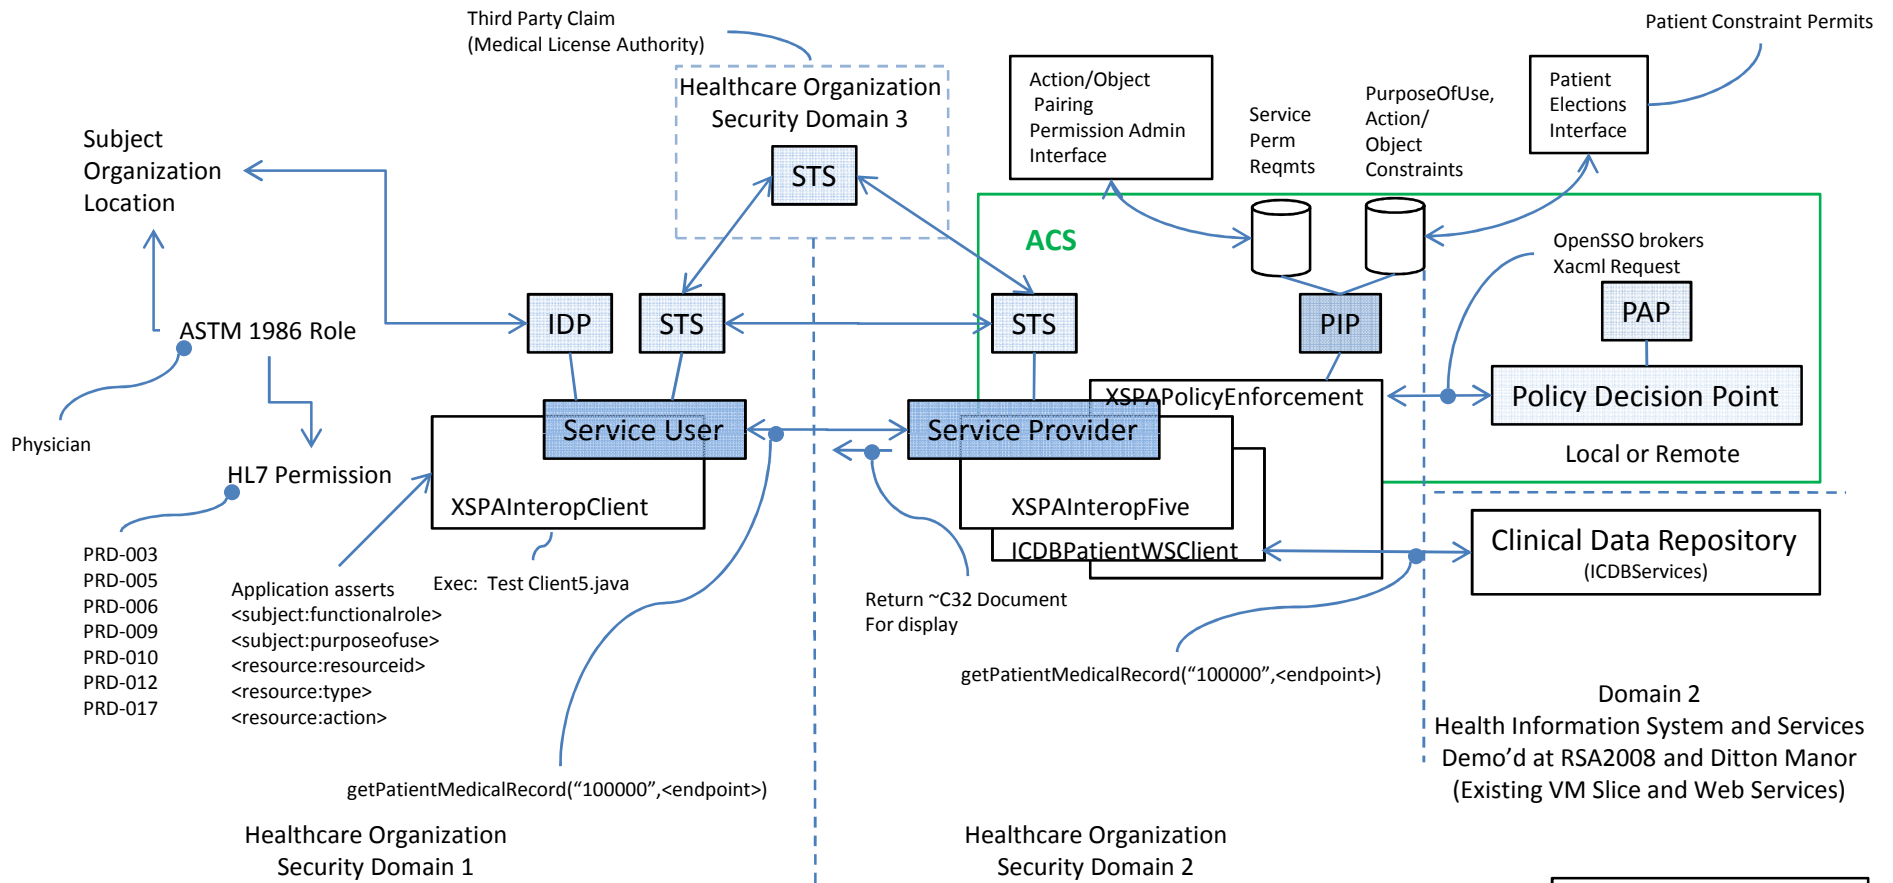 Third Party Claim
(Medical License Authority)
Patient Constraint Permits
Healthcare Organization
Security Domain 3
STS
Action/Object
Pairing
Permission Admin
Interface
Service
Perm
Reqmts
PurposeOfUse,
Action/
Object
Constraints
Patient
Elections
Interface
Subject
Organization
Location
ACS
OpenSSO brokers
Xacml Request
ASTM 1986 Role
IDP
STS
STS
PIP
PAP
Physician
HL7 Permission
Service User
XSPAInteropClient
XSPAPolicyEnforcement
Service Provider
XSPAInteropFive
ICDBPatientWSClient
Policy Decision Point
Local or Remote
Clinical Data Repository
(ICDBServices)
PRD-003
PRD-005
PRD-006
PRD-009
PRD-010
PRD-012
PRD-017
Application asserts
<subject:functionalrole>
<subject:purposeofuse>
<resource:resourceid>
<resource:type>
<resource:action>
Exec:  Test Client5.java
Return ~C32 Document
For display
getPatientMedicalRecord(“100000”,<endpoint>)
getPatientMedicalRecord(“100000”,<endpoint>)
Domain 2
Health Information System and Services
Demo’d at RSA2008 and Ditton Manor
(Existing VM Slice and Web Services)
Healthcare Organization
Security Domain 1
Healthcare Organization
Security Domain 2